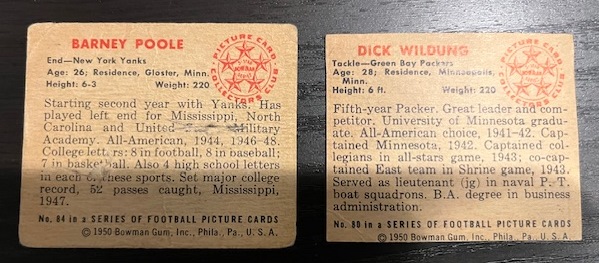 BARNEY POOLE
End—New York Yanks
Age: 26; Residence, Gloster, Minn.
Height: 6-3 Weight: 220
Starting second year with Yanks. Has
played left end for Mississippi, North
Carolina and United Military
Academy. All-American, 1944, 1946-48.
College letters: 8 in football, 8 in baseball;
7 in basketball. Also 4 high school letters
in each of these sports. Set major college
record, 52 passes caught, Mississippi,
1947.
No. 84 in a SERIES OF FOOTBALL PICTURE CARDS
© 1950 Bowman Gum, Inc., Phila., Pa., U. S. A.
PICTURE CARD
COLLECTORS CLUB
BOWMAN
DICK WILDUNG
Tackle—Green Bay Packers
Age: 28; Residence, Minneapolis,
Minn.
Height: 6 ft. Weight: 220
Fifth-year Packer. Great leader and com-
petitor. University of Minnesota gradu-
ate. All-American choice, 1941-42. Cap-
tained Minnesota, 1942. Captained col-
legians in all-stars game, 1943; co-cap-
tained East team in Shrine game, 1943.
Served as lieutenant (jg) in naval P. T.
boat squadrons. B.A. degree in business
administration.
No. 80 in a SERIES OF FOOTBALL PICTURE CARDS
© 1950 Bowman Gum, Inc., Phila., Pa., U. S. A.
PICTURE CARD
COLLECTORS CLUB
BOWMAN